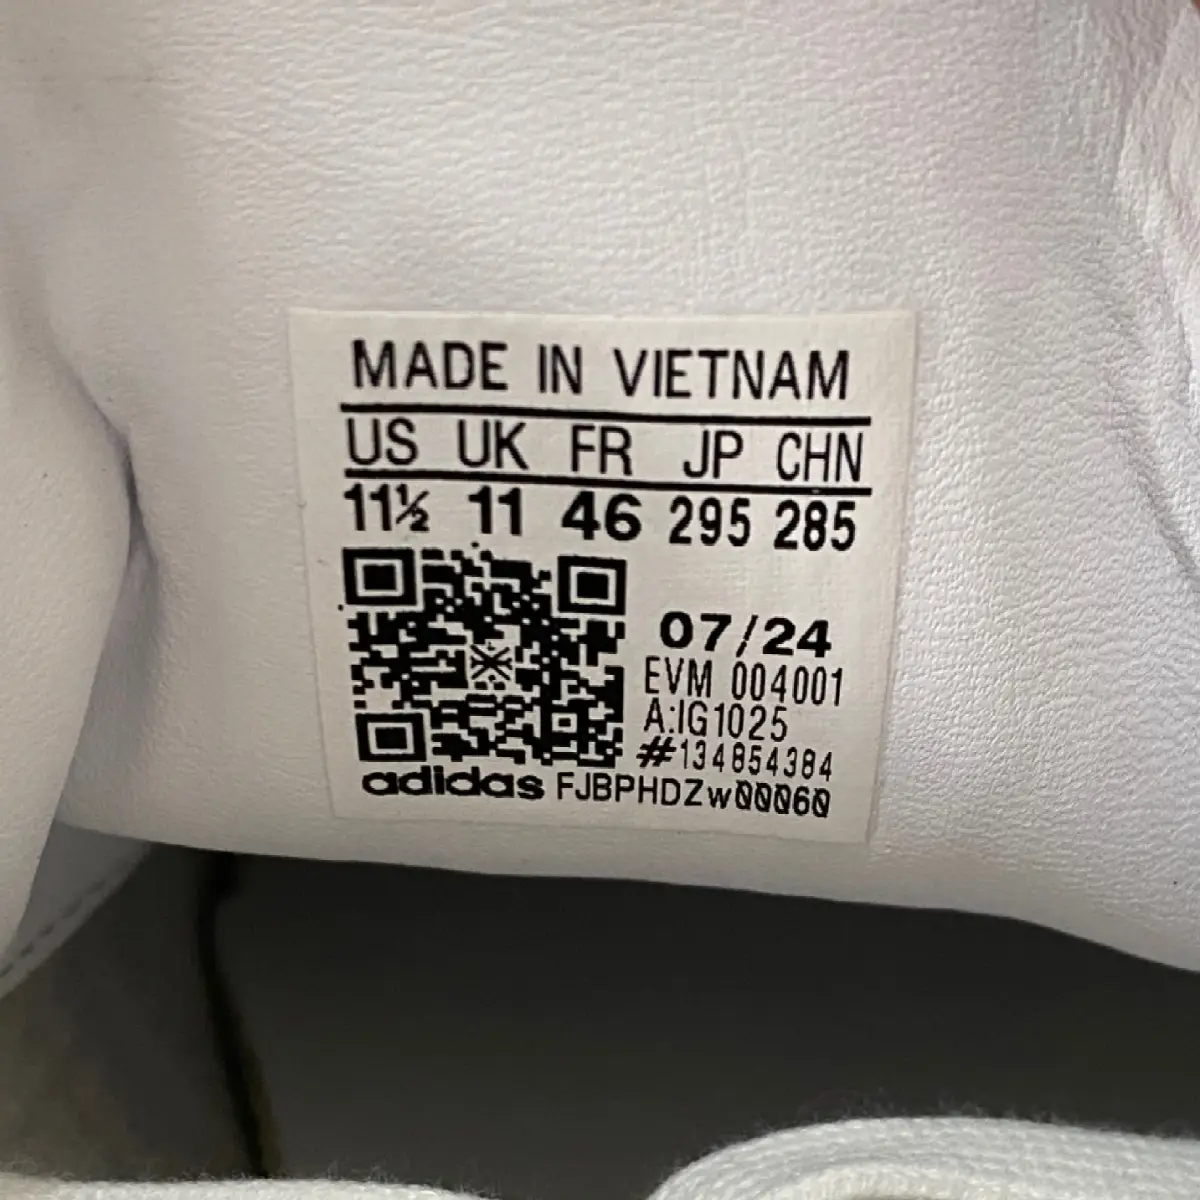 MADE IN VIETNAM
US UK FR JP CHN
11½ 11 46 295 285
07/24
EVM 004001
A:IG1025
#134854384
adidas FJBPHDZw00060